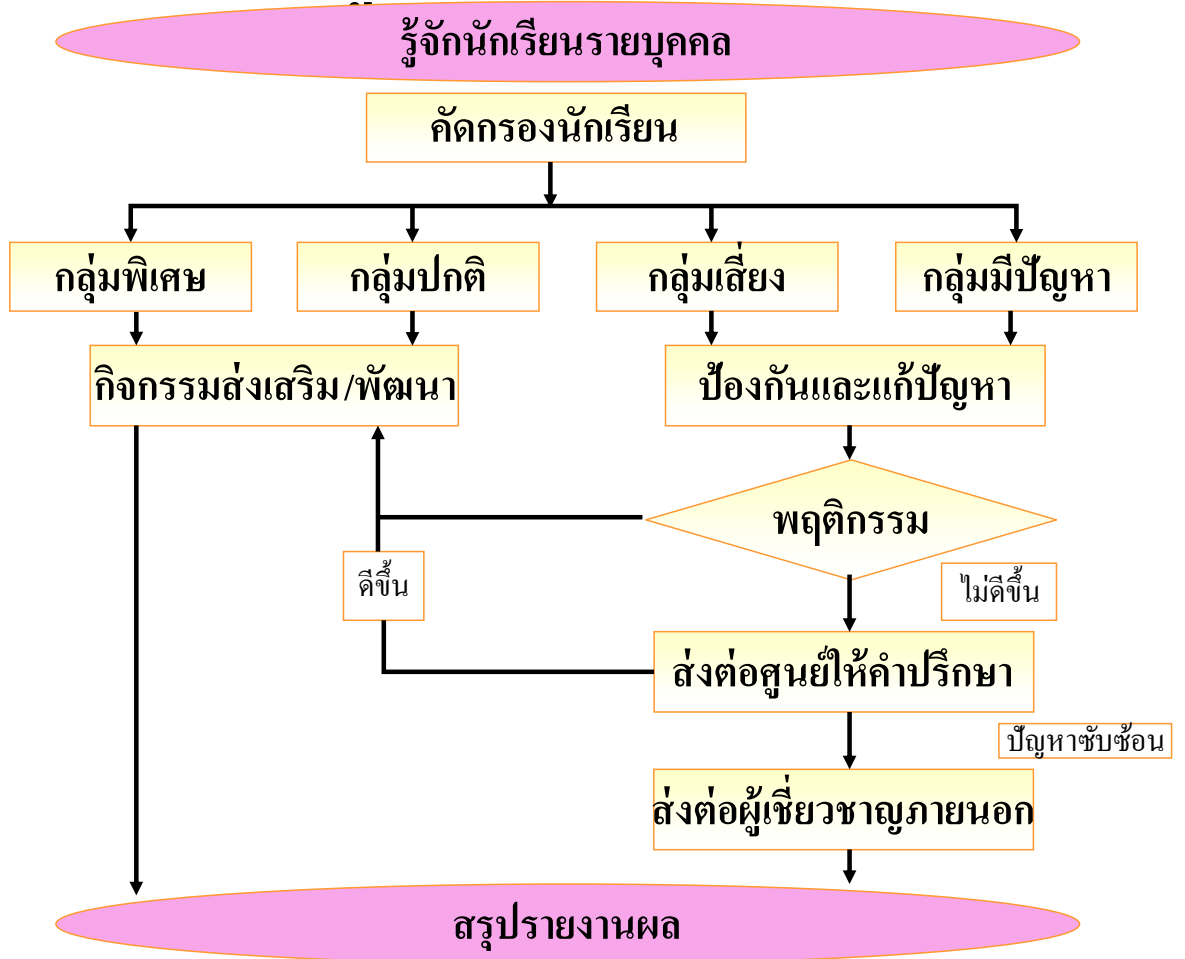 รู้จักนักเรียนรายบุคคล
คัดกรองนักเรียน
กลุ่มพิเศษ
กลุ่มปกติ
กลุ่มเสี่ยง
กลุ่มมีปัญหา
กิจกรรมส่งเสริม/พัฒนา
ป้องกันและแก้ปัญหา
พฤติกรรม
ดีขึ้น
ไม่ดีขึ้น
ส่งต่อศูนย์ให้คำปรึกษา
ปัญหาซับซ้อน
ส่งต่อผู้เชี่ยวชาญภายนอก
สรุปรายงานผล